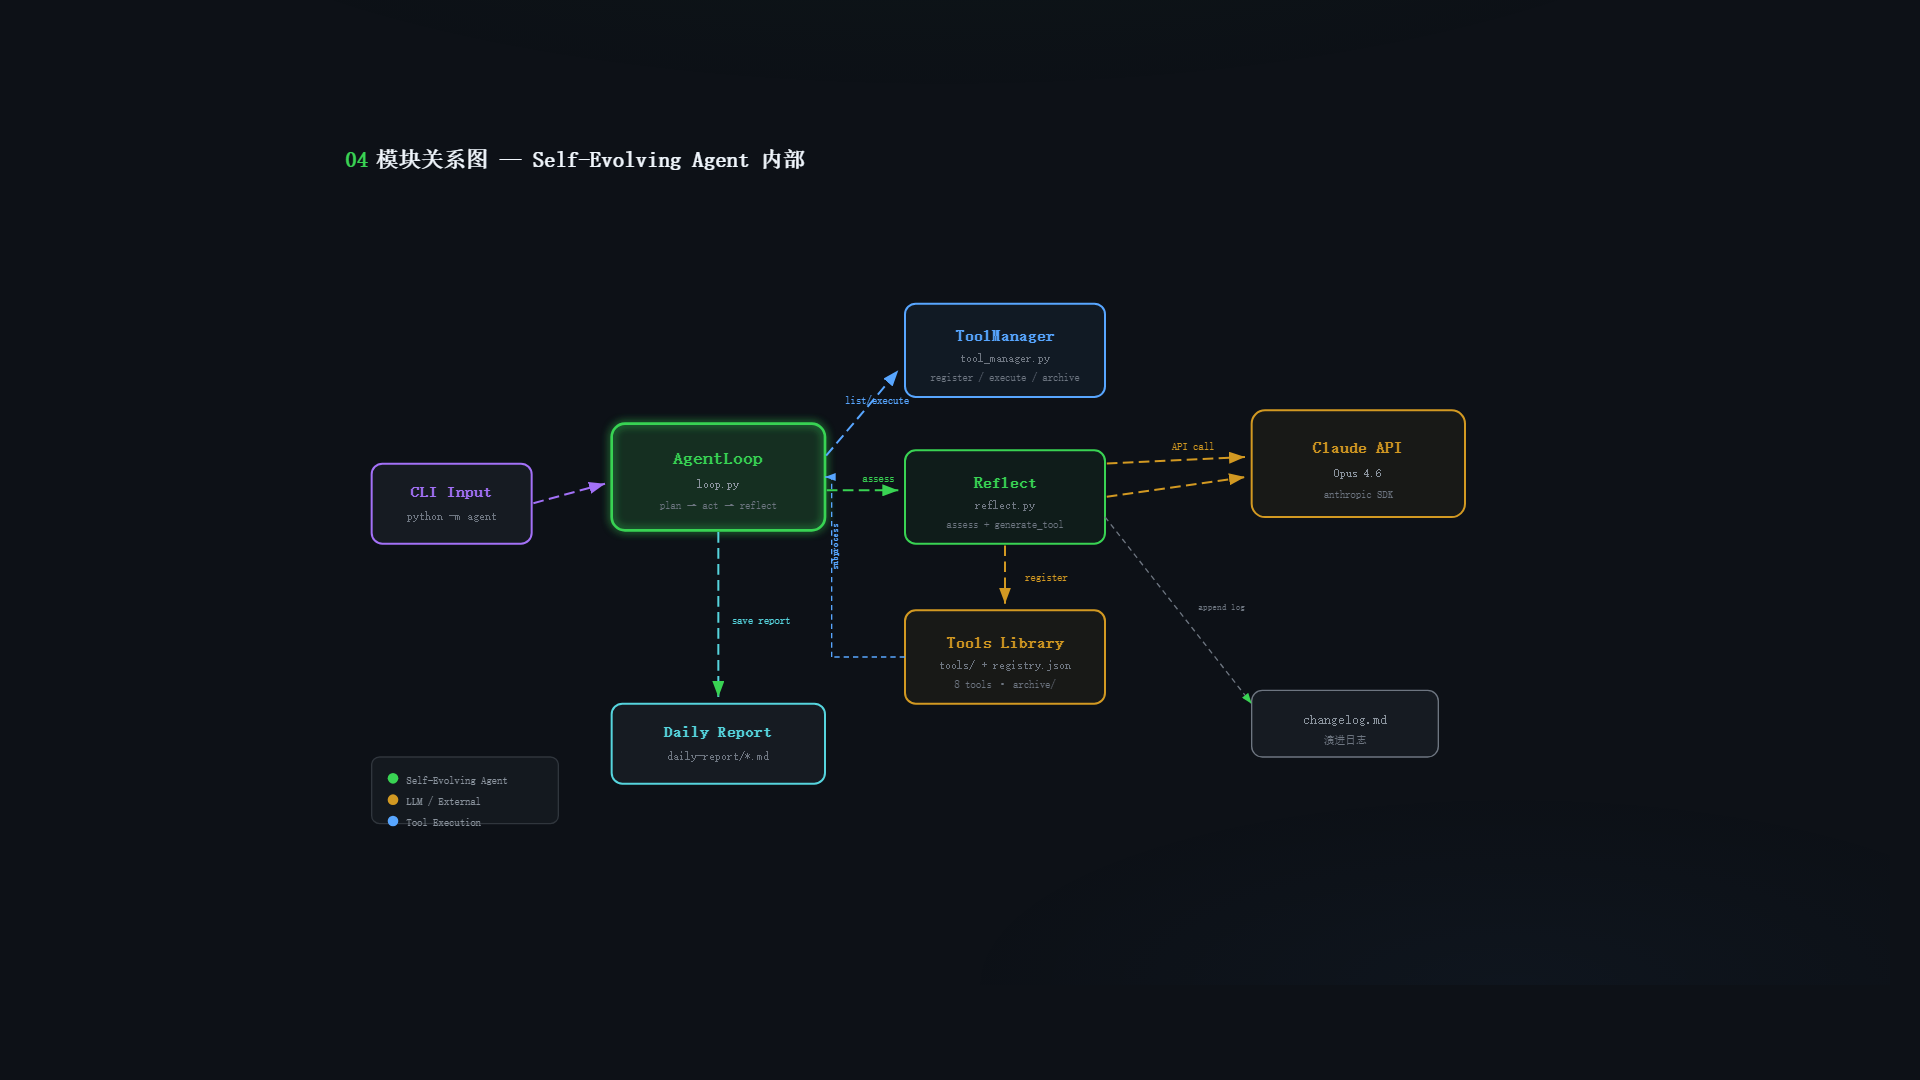 04 模块关系图 — Self-Evolving Agent 内部
ToolManager
tool_manager.py
register / execute / archive
list/execute
AgentLoop
loop.py
plan → act → reflect
CLI Input
python -m agent
assess
Reflect
reflect.py
assess + generate_tool
API call
Claude API
Opus 4.6
anthropic SDK
subprocess
register
append log
save report
Tools Library
tools/ + registry.json
8 tools · archive/
Daily Report
daily-report/*.md
changelog.md
演进日志
Self-Evolving Agent
LLM / External
Tool Execution